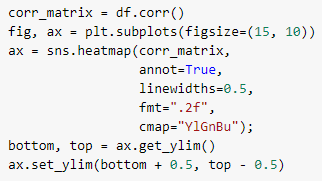 corr_matrix = df.corr()
fig, ax = plt.subplots(figsize=(15, 10))
ax = sns.heatmap(corr_matrix,
                 annot=True,
                 linewidths=0.5,
                 fmt=".2f",
                 cmap="YlGnBu");
bottom, top = ax.get_ylim()
ax.set_ylim(bottom + 0.5, top - 0.5)